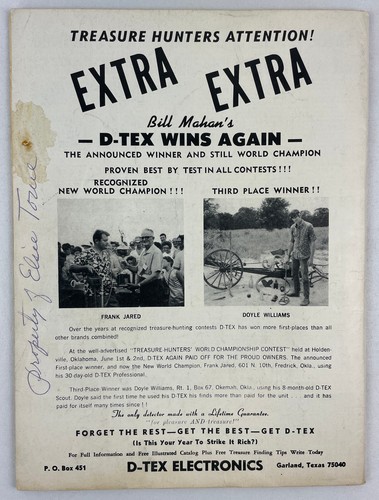 TREASURE HUNTERS ATTENTION!
EXTRA EXTRA
Bill Mahan's
— D-TEX WINS AGAIN —
THE ANNOUNCED WINNER AND STILL WORLD CHAMPION
PROVEN BEST BY TEST IN ALL CONTESTS!!!
RECOGNIZED
NEW WORLD CHAMPION!!!
THIRD PLACE WINNER!!
FRANK JARED
DOYLE WILLIAMS
Over the years at recognized treasure-hunting contests D-TEX has won more first-places than all
other brands combined!!
At the well-advertised "TREASURE-HUNTERS' WORLD CHAMPIONSHIP CONTEST" held at Holden-
ville, Oklahoma, June 1st & 2nd, D-TEX AGAIN PAID OFF FOR THE PROUD OWNERS. The announced
First-place winner, and now the New World Champion, Frank Jared, 601 N. 10th, Fredrick, Okla., using
his 30 day-old D-TEX Professional.
Third-Place Winner was Doyle Williams, Rt. 1, Box 67, Okemah, Okla., using his 8-month-old D-TEX
Scout. Doyle said the first time he used his D-TEX his finds more than paid for the unit . . . and it has
paid for itself many times since!!
The only detector made with a Lifetime Guarantee.
"for pleasure AND treasure!"
FORGET THE REST—GET THE BEST—GET D-TEX
(Is This Your Year To Strike It Rich?)
For Full Information and Free Illustrated Catalog Plus Free Treasure Finding Tips Write Today
P. O. Box 451 D-TEX ELECTRONICS Garland, Texas 75040
Property of Elsie